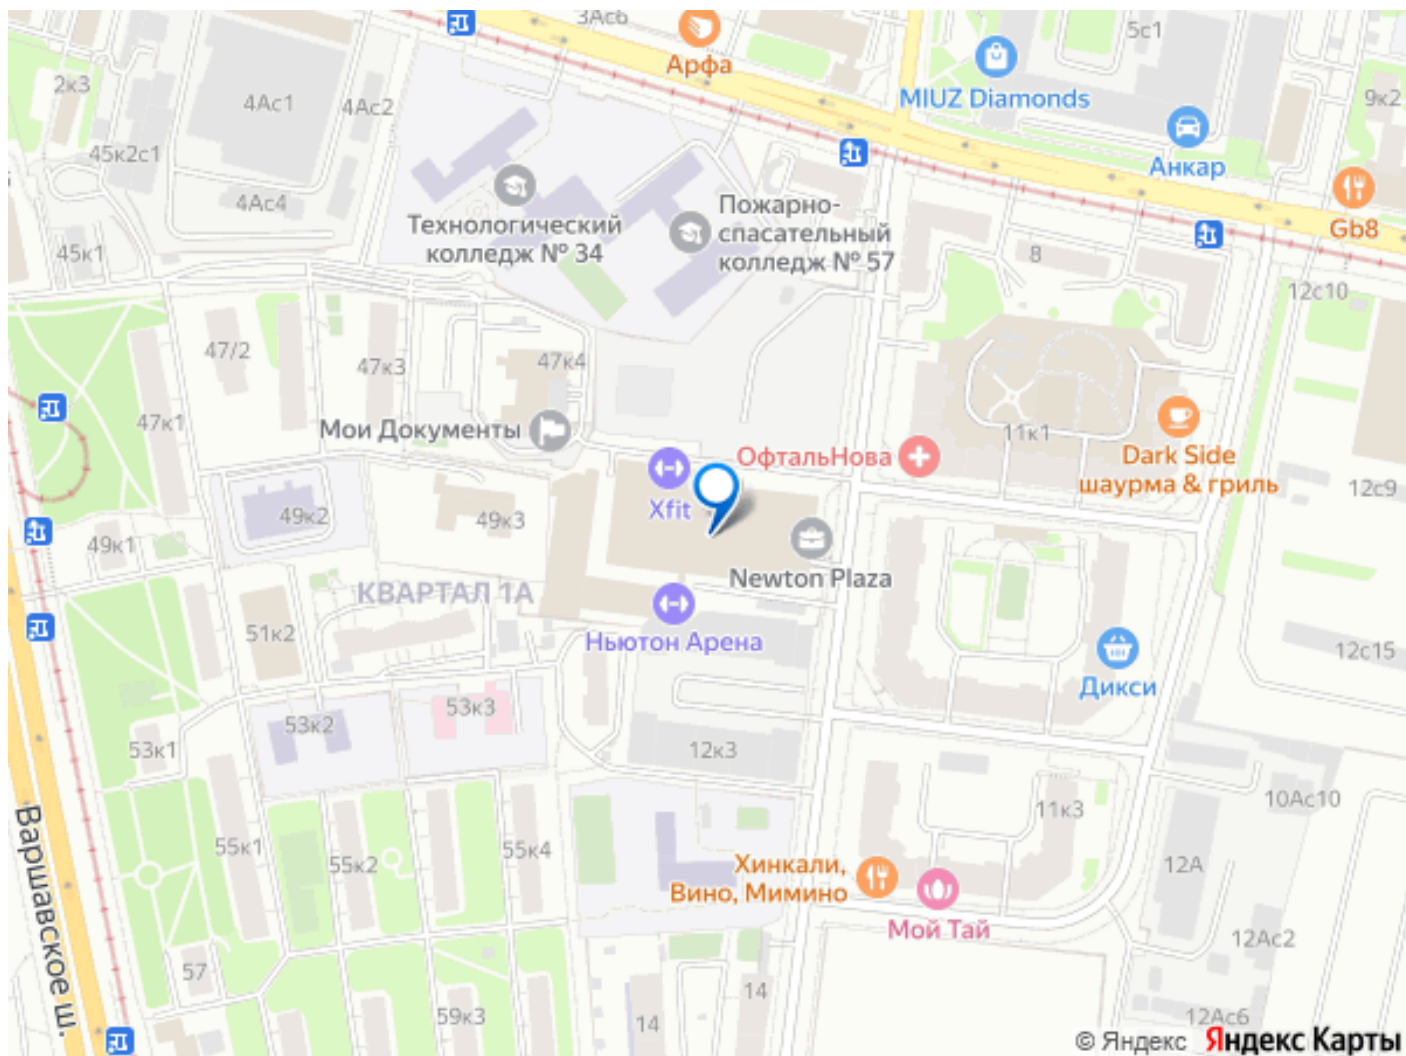 3Ас6
Арфа
5с1
MIUZ Diamonds
2к3
4Ас1
4Ас2
9к2
45к2с1
Анкар
4Ас4
Технологический
колледж № 34
Пожарно-
спасательный
колледж № 57
Gb8
45к1
8
12с10
47/2
47к3
47к4
47к1
Мои Документы
ОфтальНова
11к1
Dark Side
шаурма & гриль
12с9
Xfit
49к2
49к3
49к1
Newton Plaza
КВАРТАЛ 1А
51к2
Ньютон Арена
12с15
Дикси
53к3
53к2
53к1
12к3
10Ас10
11к3
55к1
55к2
55к4
12А
Хинкали,
Вино, Мимино
Мой Тай
12Ас2
Варшавское ш.
57
14
59к3
14
12Ас6
© Яндекс Яндекс Карты